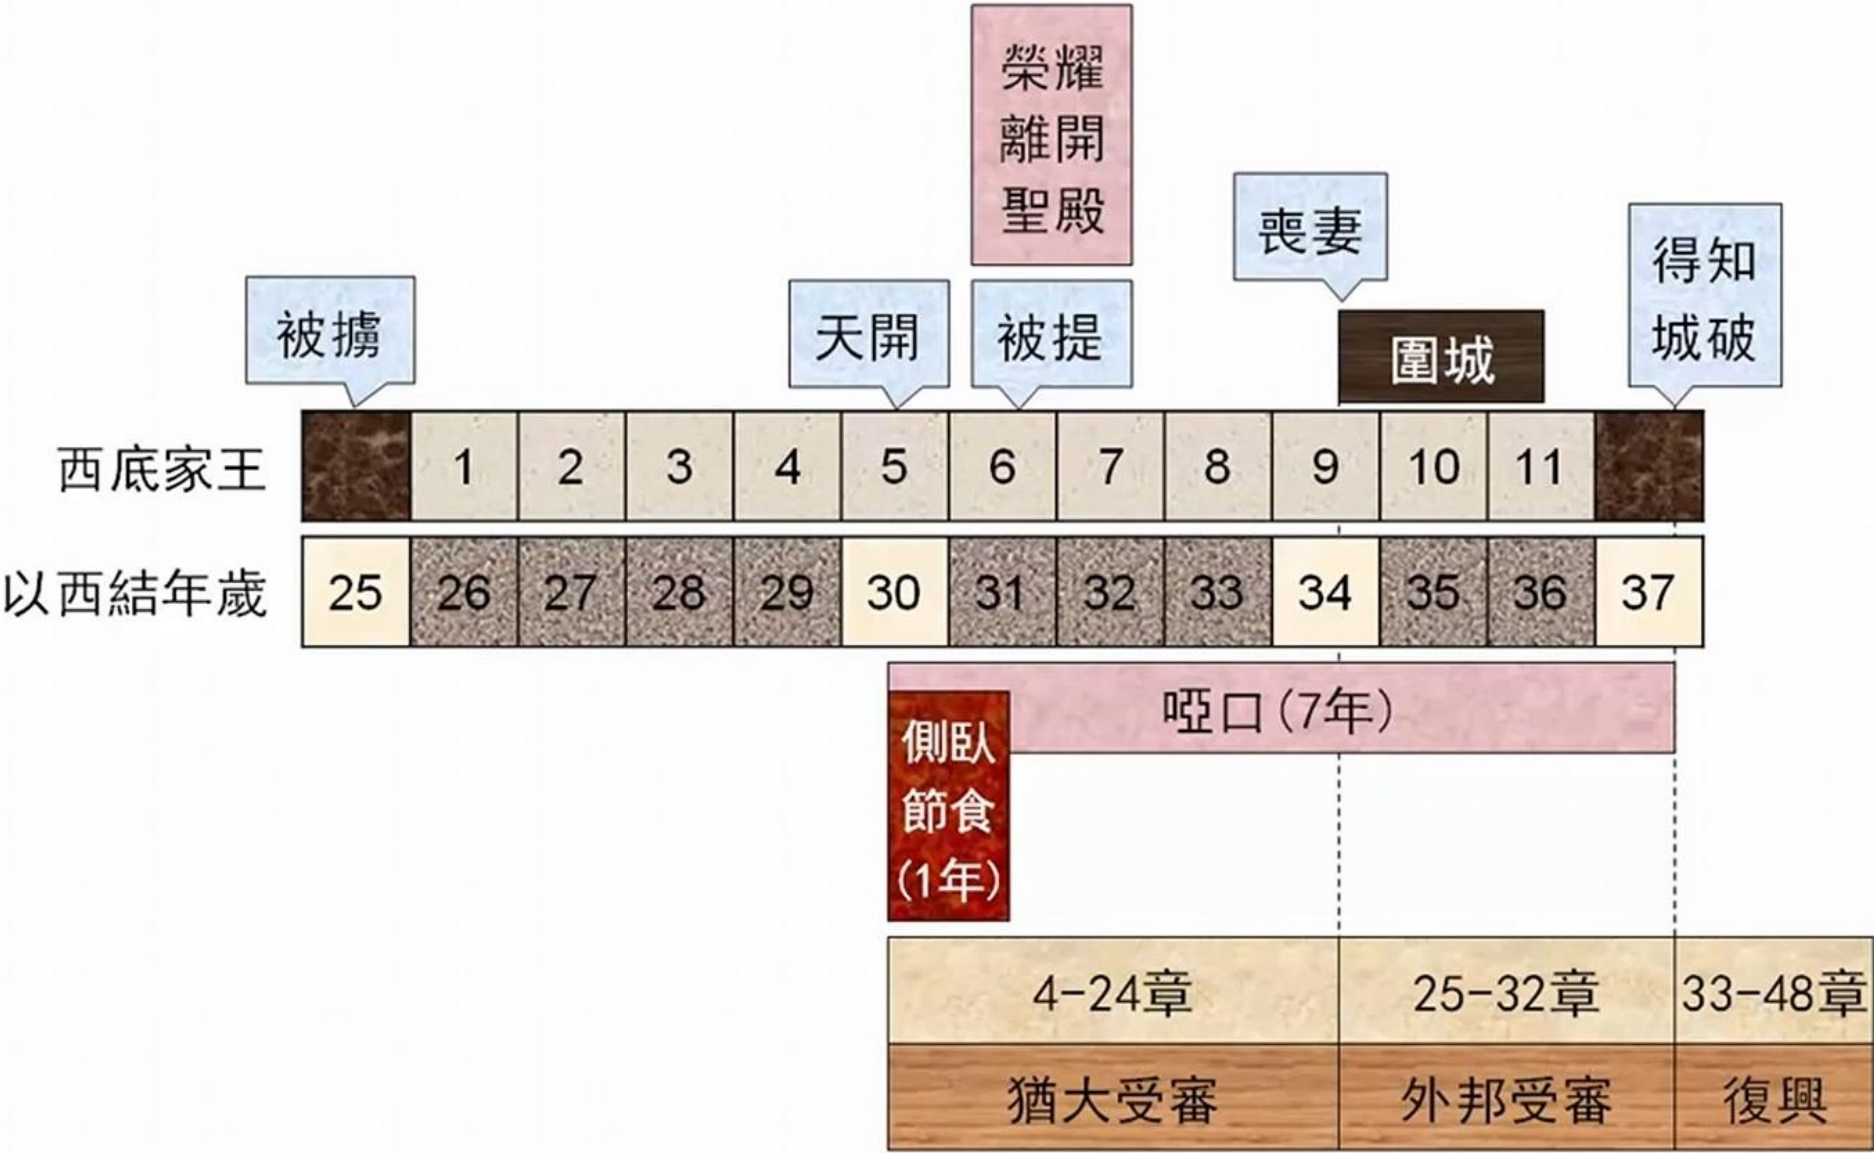 榮耀
離開
聖殿
喪妻
得知
城破
被擄
天開
被提
圍城
西底家王 1 2 3 4 5 6 7 8 9 10 11
以西結年歲 25 26 27 28 29 30 31 32 33 34 35 36 37
啞口(7年)
側臥
節食
(1年)
4-24章 25-32章 33-48章
猶大受審 外邦受審 復興